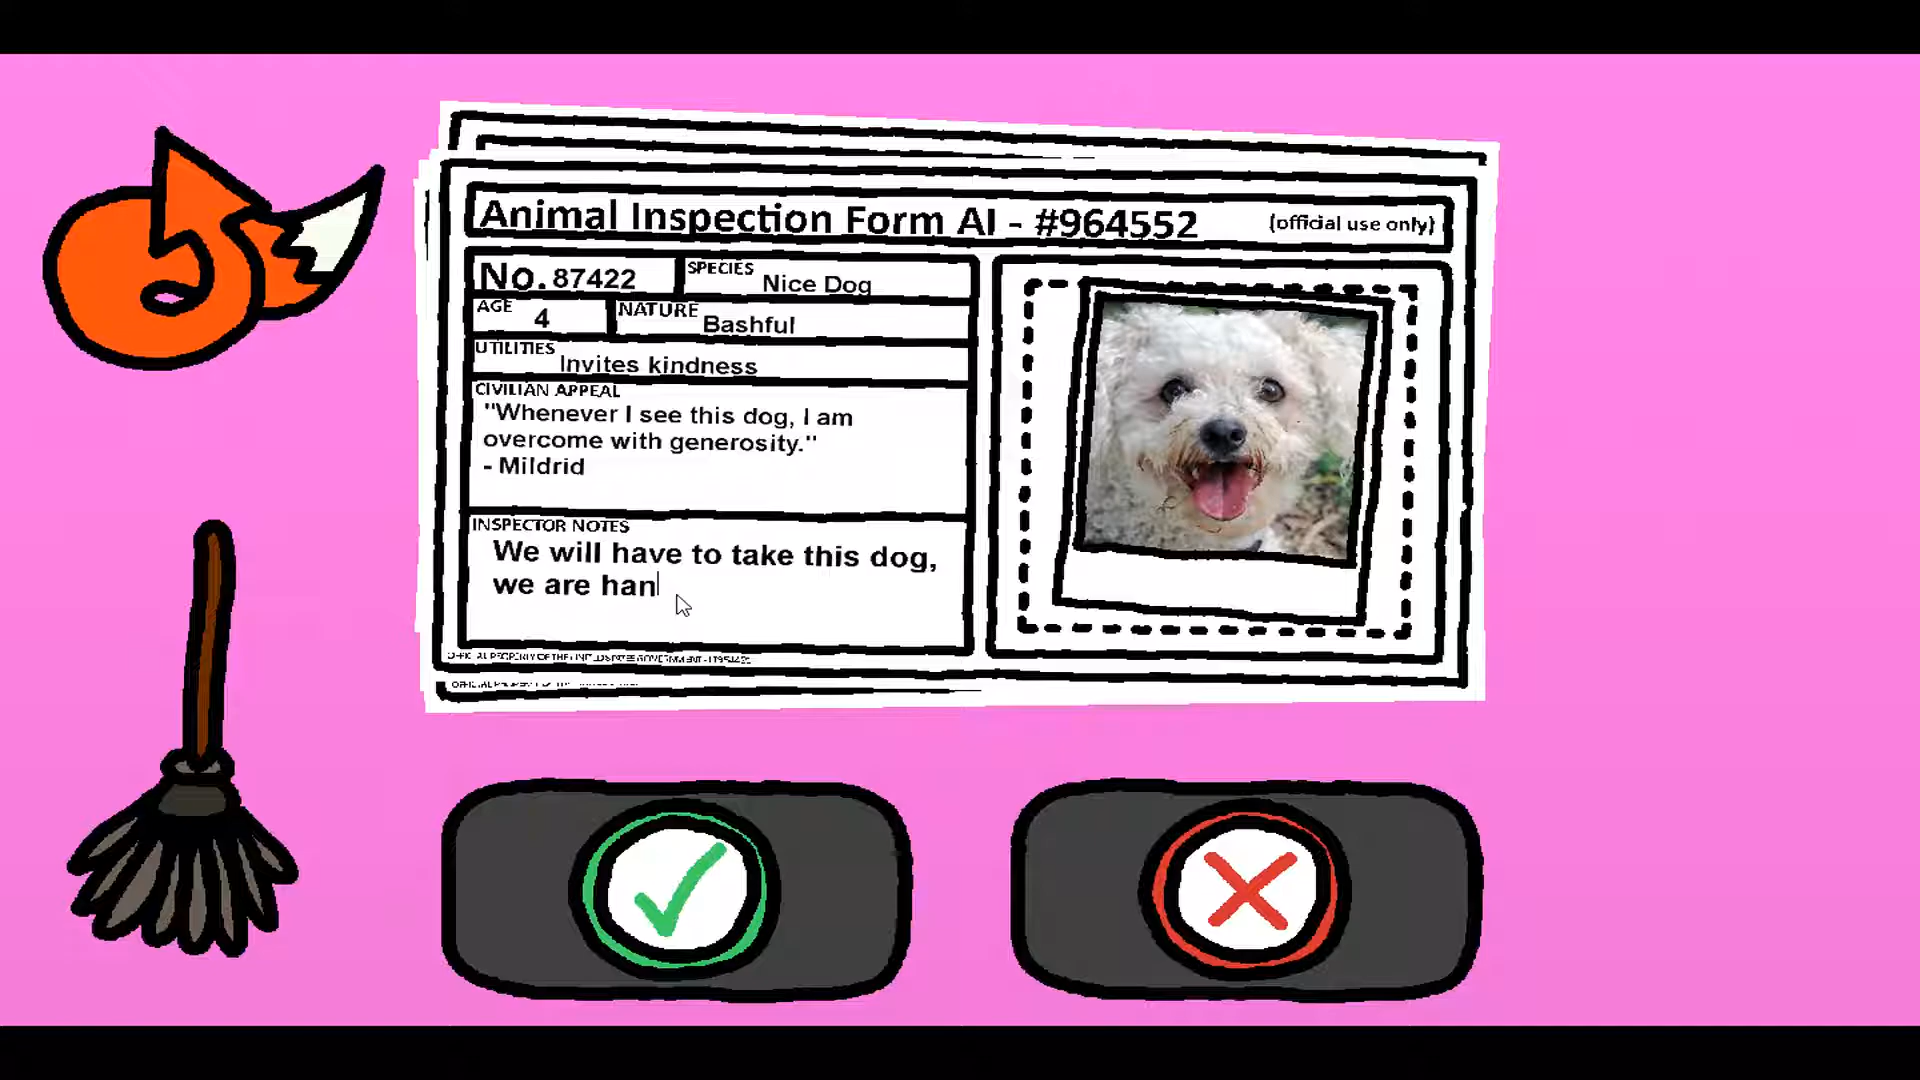 Animal Inspection Form AI - #964552
(official use only)
No. 87422
SPECIES Nice Dog
AGE 4
NATURE Bashful
UTILITIES Invites kindness
CIVILIAN APPEAL
"Whenever I see this dog, I am
overcome with generosity."
- Mildrid
INSPECTOR NOTES
We will have to take this dog,
we are han